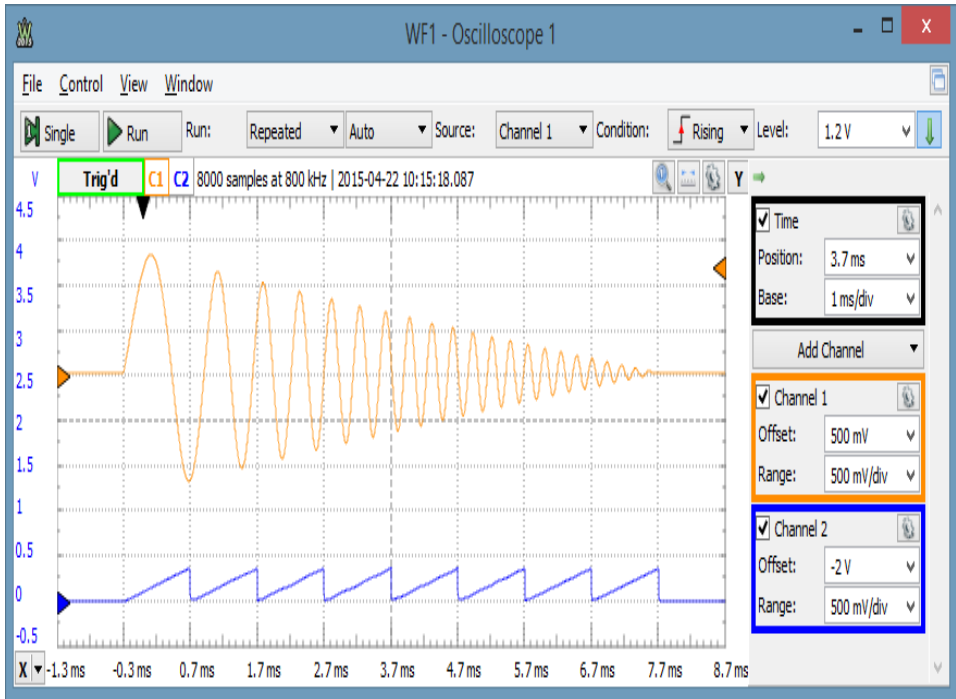 WF1 - Oscilloscope 1
X
File Control View Window
Single Run Run: Repeated Auto Source: Channel 1 Condition: Rising Level: 1.2 V
V Trig'd C1 C2 8000 samples at 800 kHz | 2015-04-22 10:15:18.087 Y
4.5
4
3.5
3
2.5
2
1.5
1
0.5
0
-0.5
X -1.3 ms -0.3 ms 0.7 ms 1.7 ms 2.7 ms 3.7 ms 4.7 ms 5.7 ms 6.7 ms 7.7 ms 8.7 ms
Time
Position: 3.7 ms
Base: 1 ms/div
Add Channel
Channel 1
Offset: 500 mV
Range: 500 mV/div
Channel 2
Offset: -2 V
Range: 500 mV/div